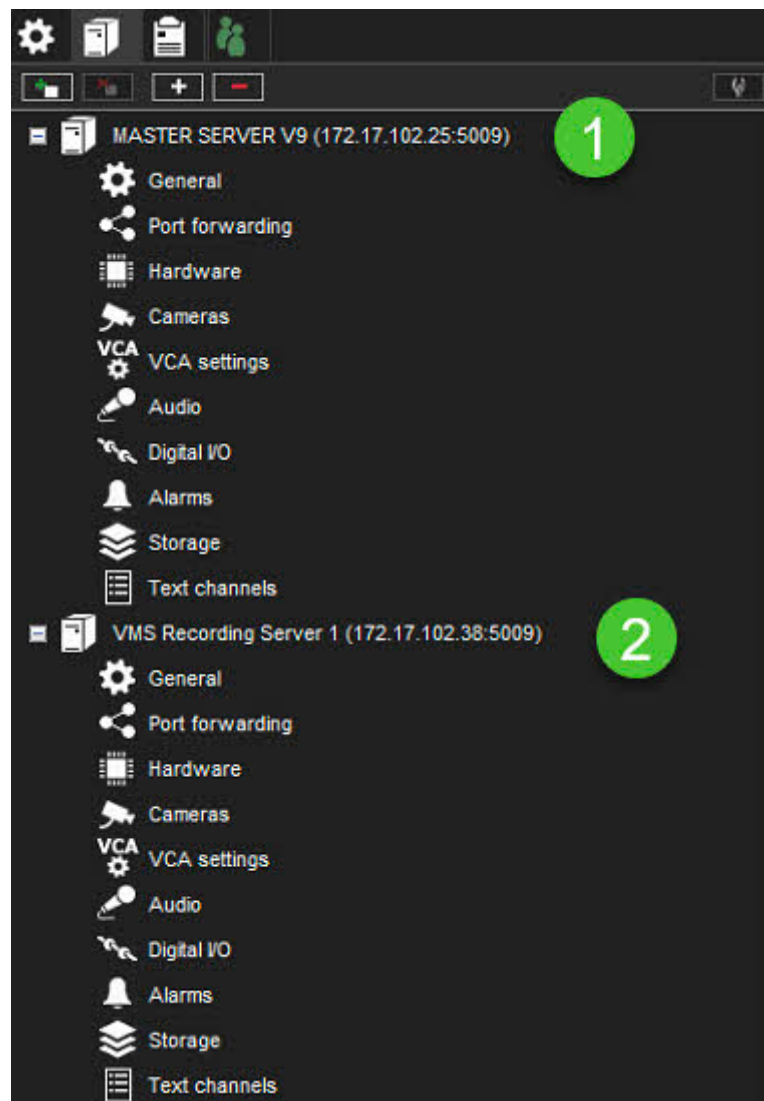 MASTER SERVER V9 (172.17.102.25:5009)
1
General
Port forwarding
Hardware
Cameras
VCA
VCA settings
Audio
Digital I/O
Alarms
Storage
Text channels
VMS Recording Server 1 (172.17.102.38:5009)
2
General
Port forwarding
Hardware
Cameras
VCA
VCA settings
Audio
Digital I/O
Alarms
Storage
Text channels